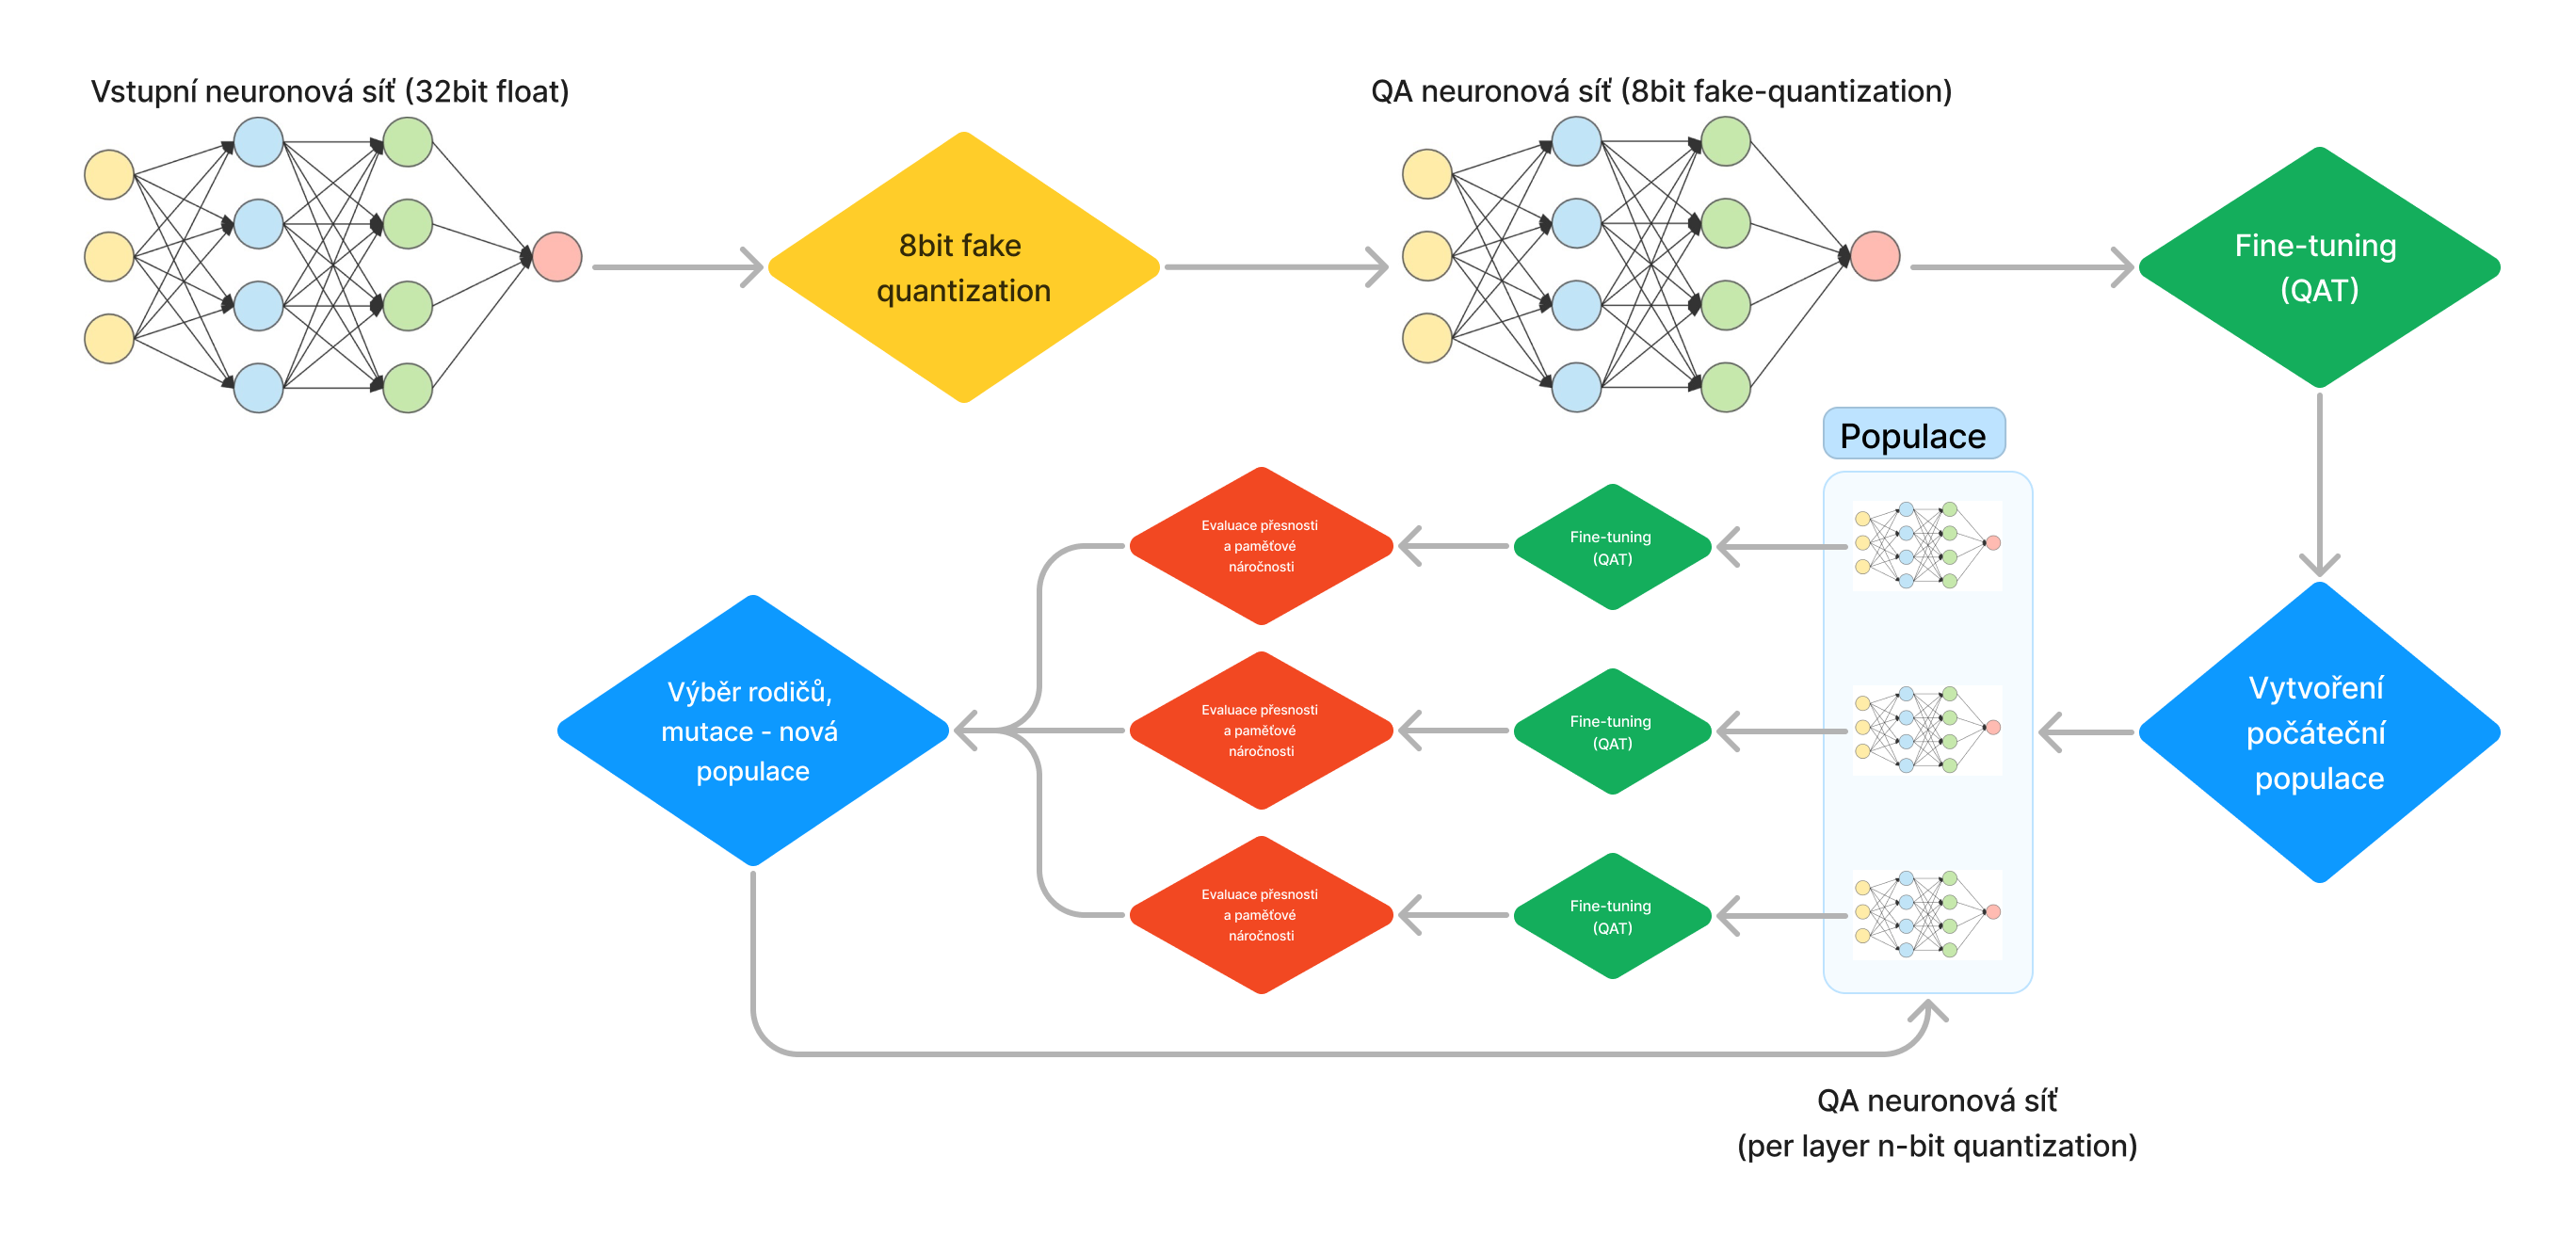 Vstupní neuronová síť (32bit float)
QA neuronová síť (8bit fake-quantization)
8bit fake
quantization
Fine-tuning
(QAT)
Populace
Evaluace přesnosti
a paměťové
náročnosti
Fine-tuning
(QAT)
Výběr rodičů,
mutace - nová
populace
Evaluace přesnosti
a paměťové
náročnosti
Fine-tuning
(QAT)
Vytvoření
počáteční
populace
Evaluace přesnosti
a paměťové
náročnosti
Fine-tuning
(QAT)
QA neuronová síť
(per layer n-bit quantization)